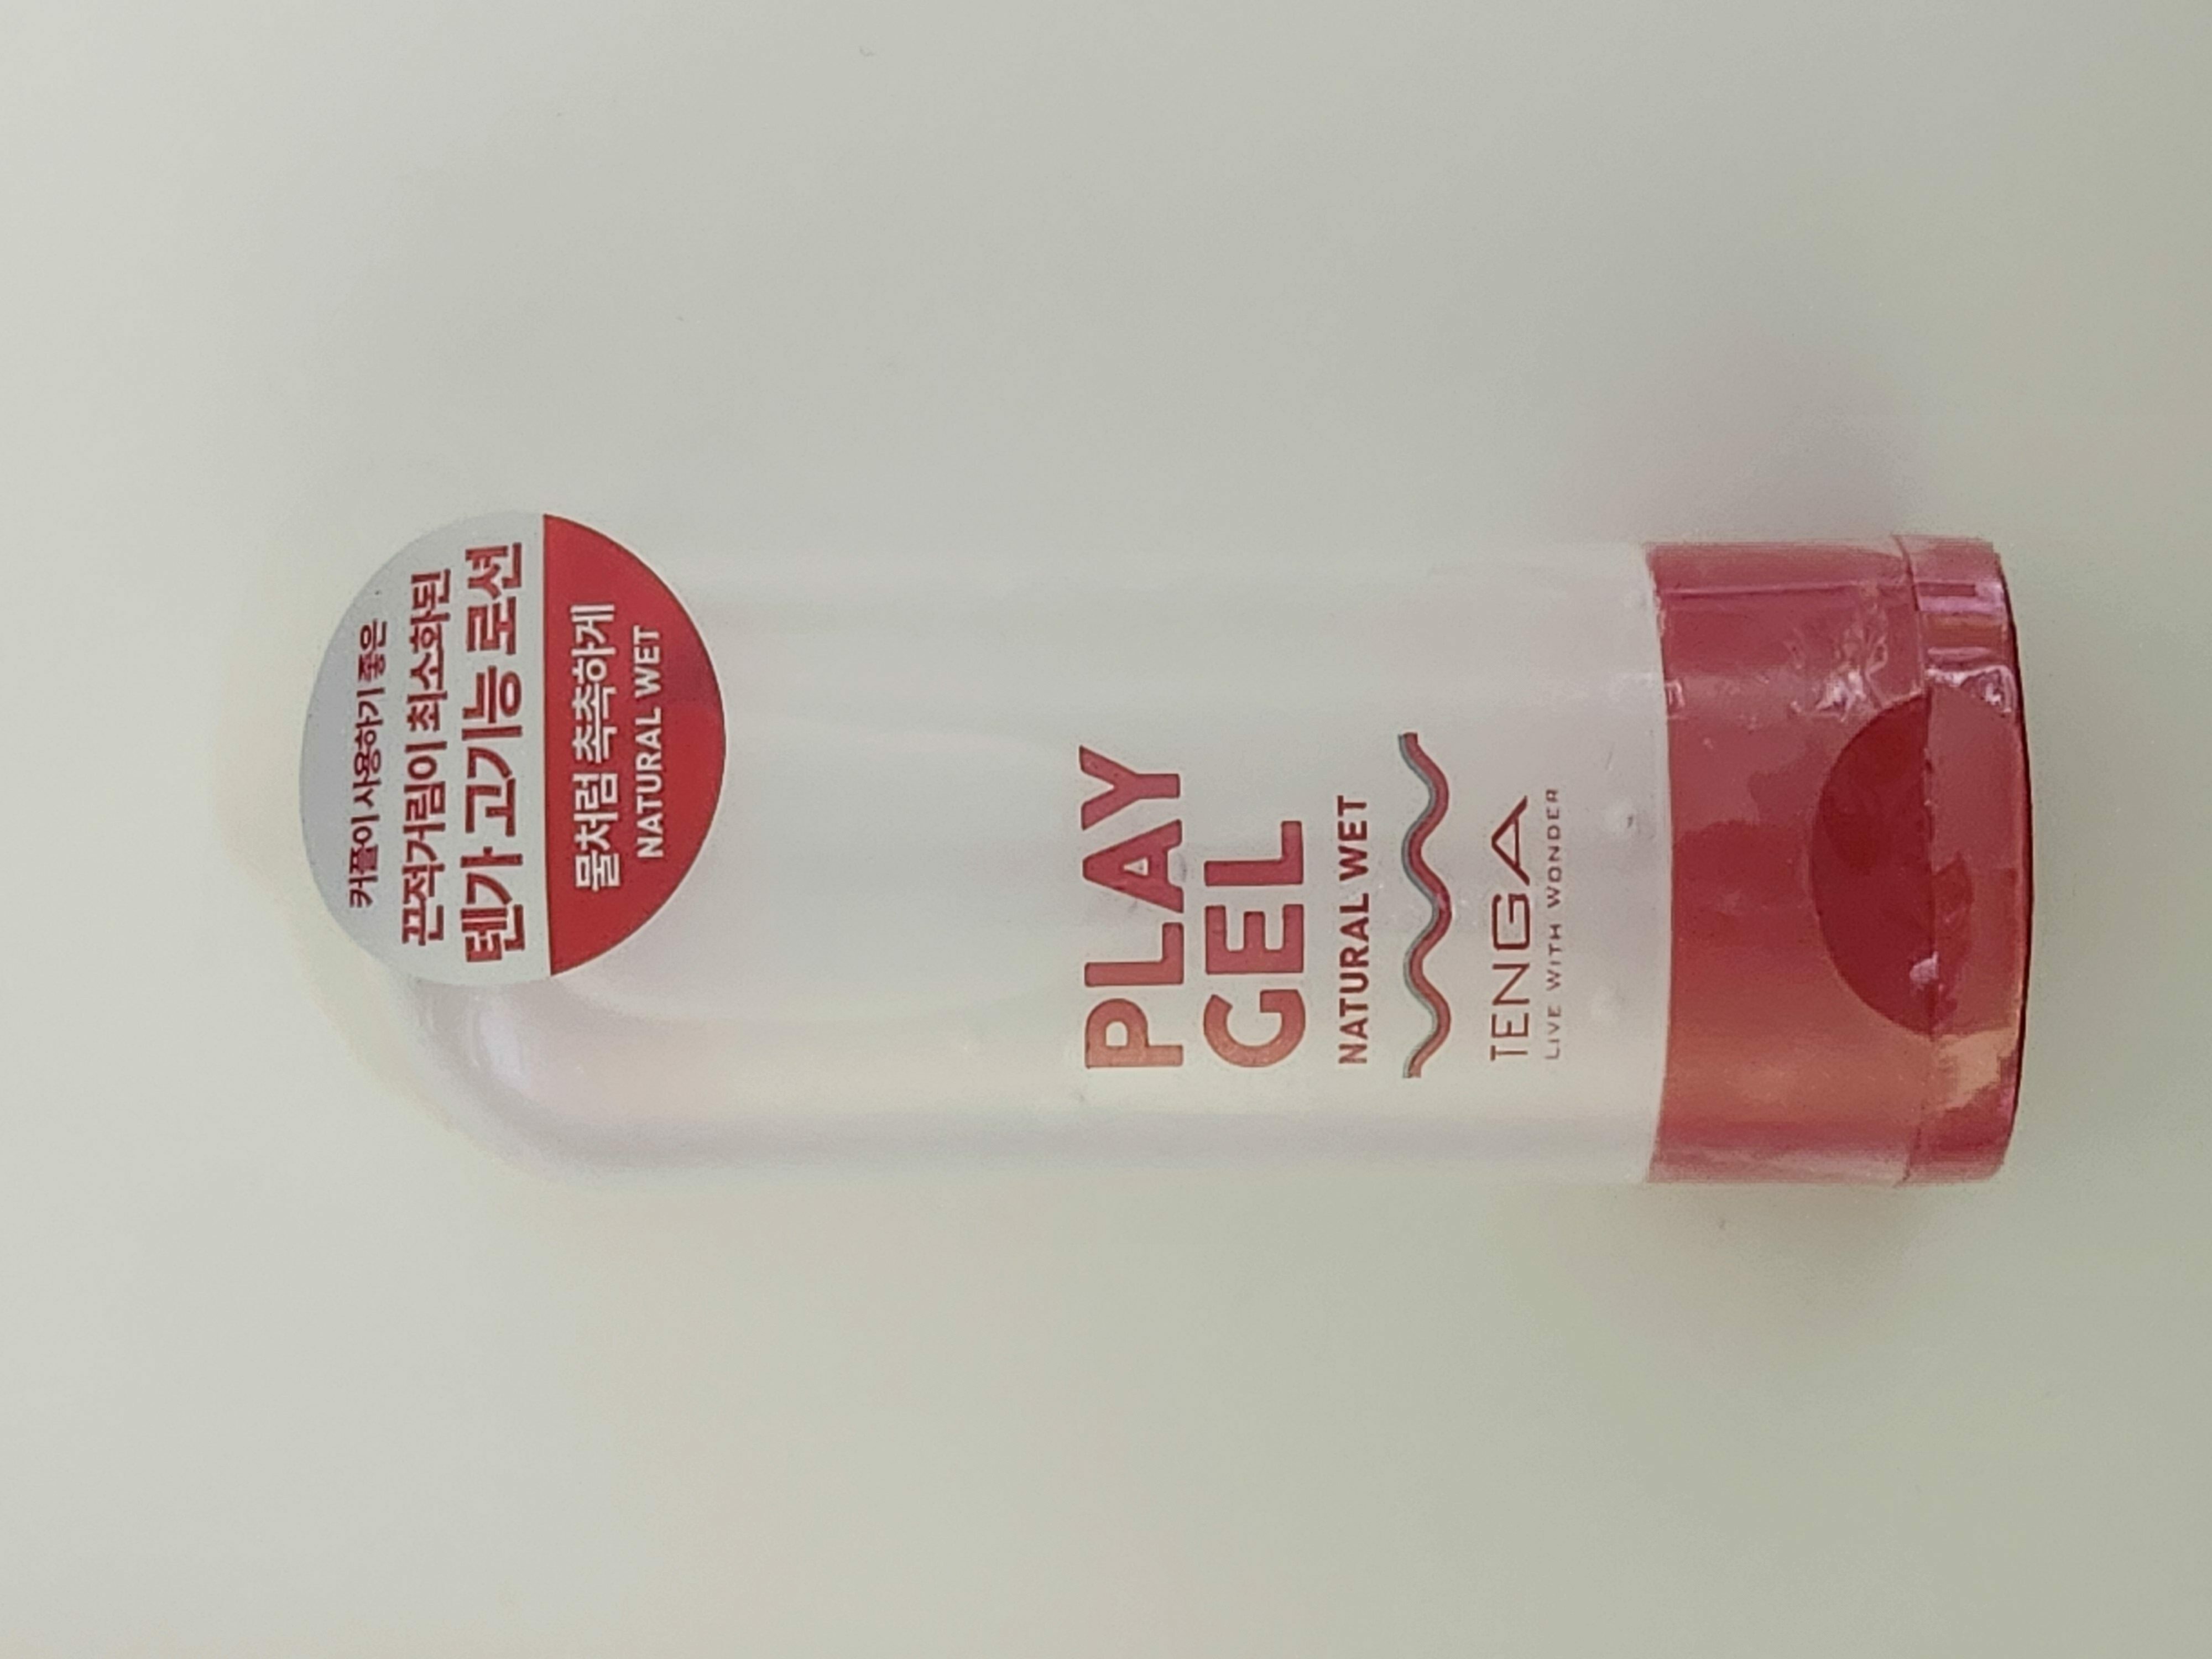 커플이 사용하기 좋은
끈적거림이 최소화된
텐가 고기능 로션
물처럼 촉촉하게
NATURAL WET
PLAY
GEL
NATURAL WET
TENGA
LIVE WITH WONDER